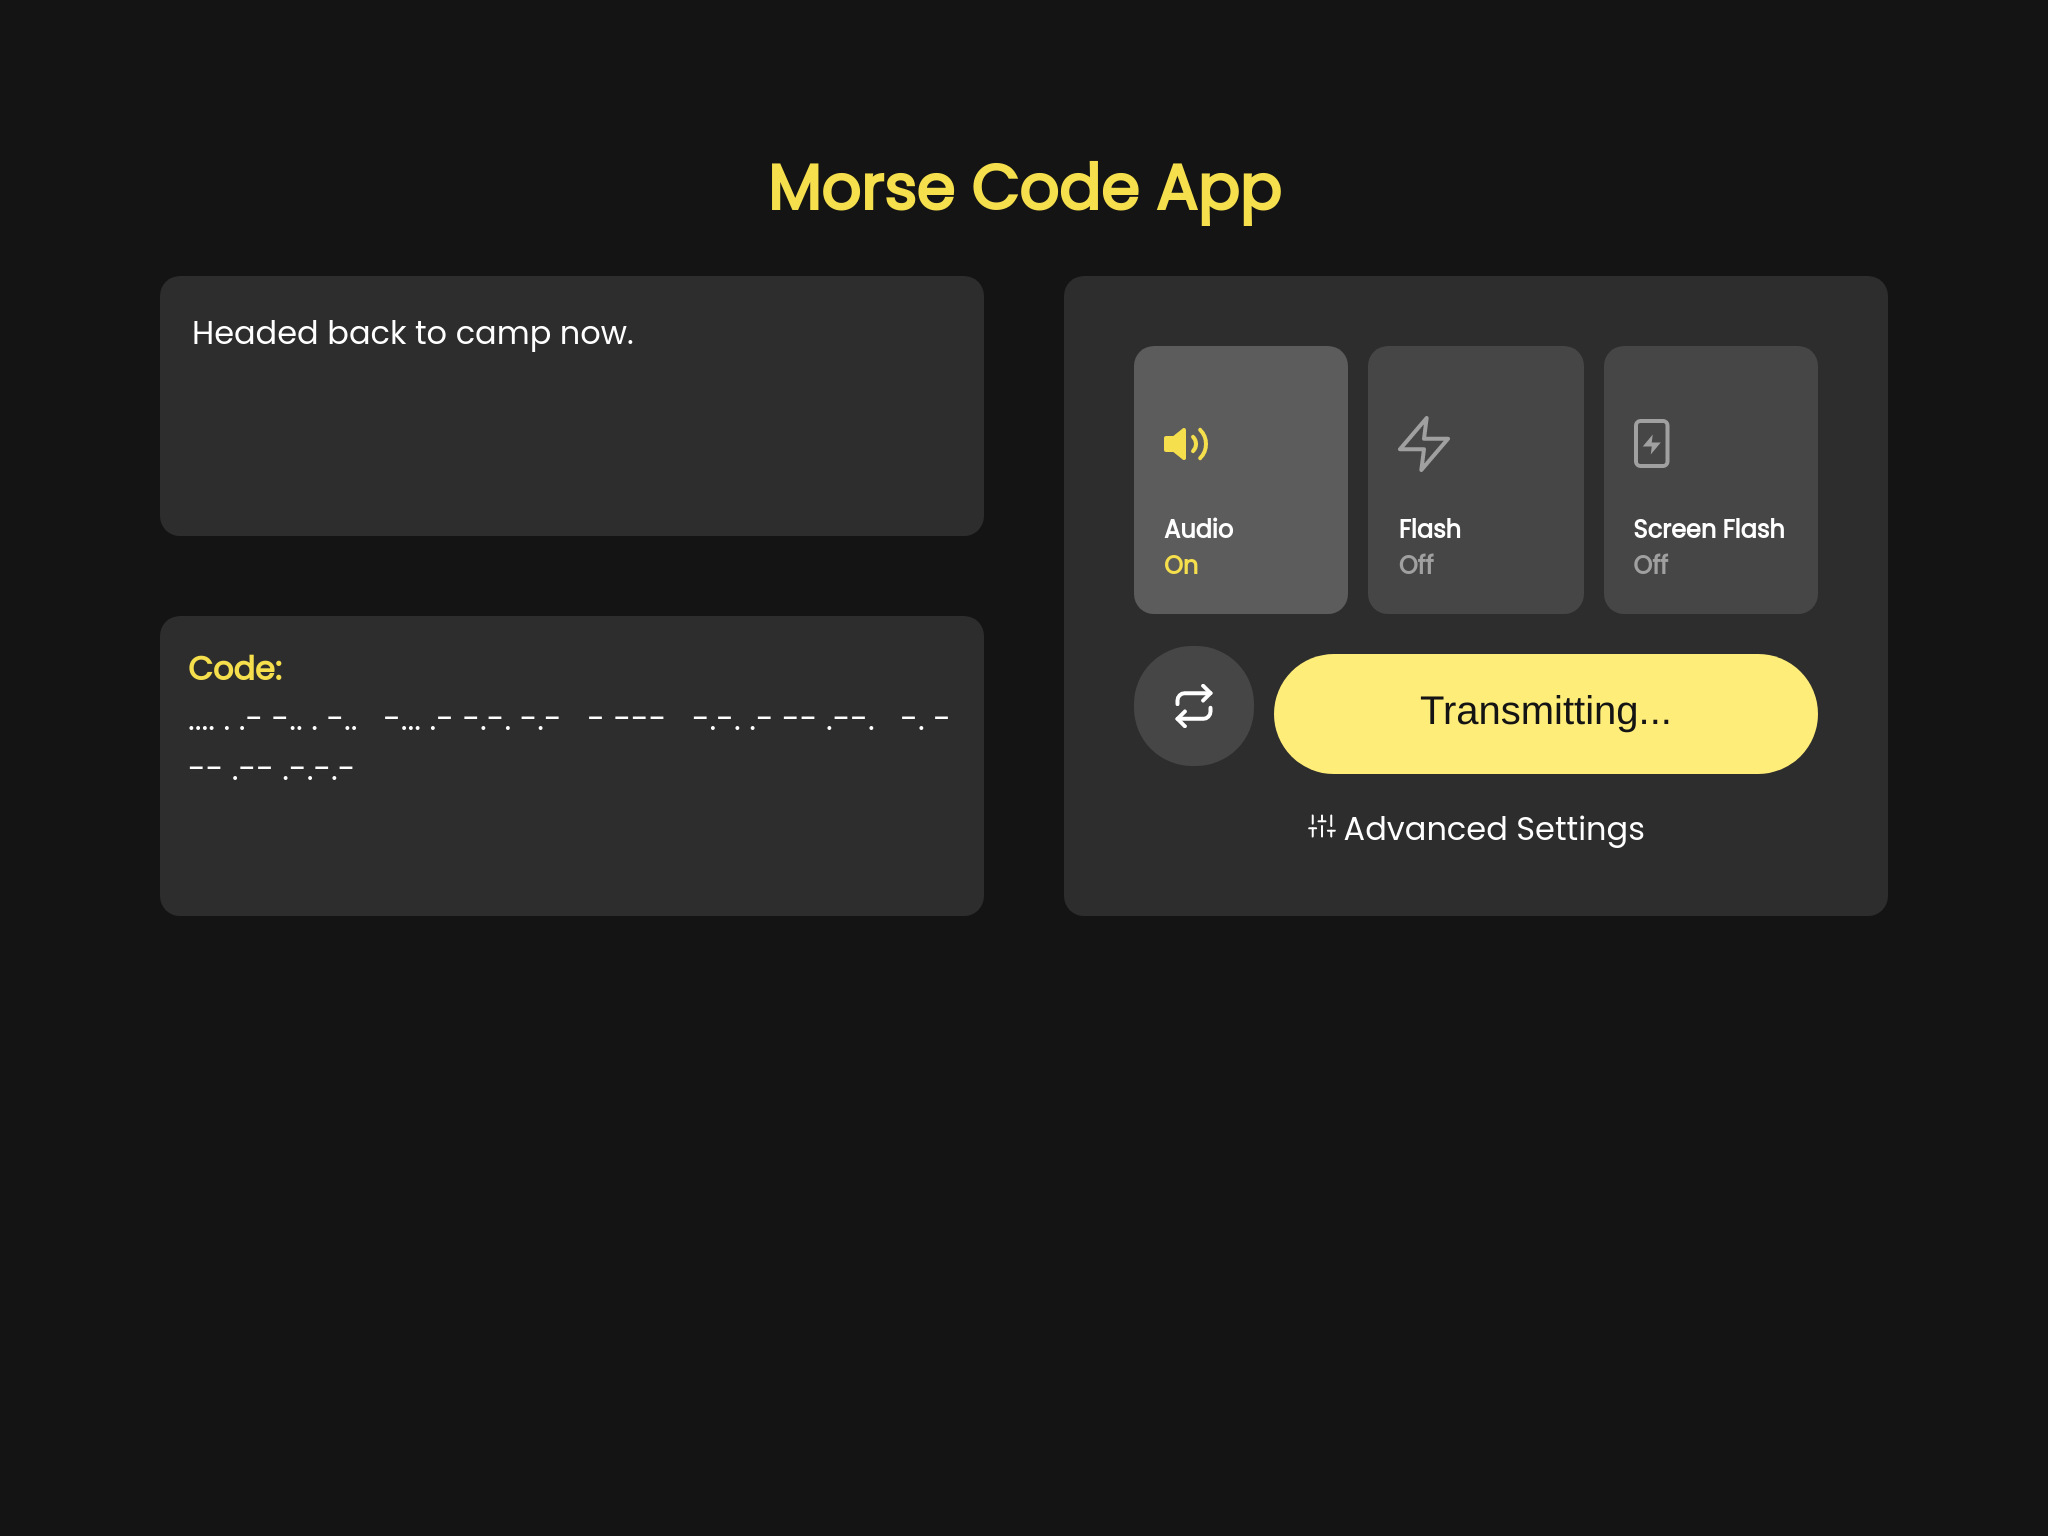 Morse Code App
Headed back to camp now.
Code:
.... . .- -.. . -..   -... .- -.-. -.-   - ---   -.-. .- -- .--.   -. -
-- .-- .-.-.-
Audio
On
Flash
Off
Screen Flash
Off
Transmitting...
Advanced Settings